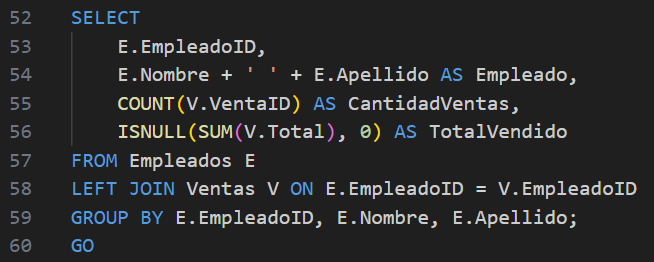 52 SELECT
53 E.EmpleadoID,
54 E.Nombre + ' ' + E.Apellido AS Empleado,
55 COUNT(V.VentaID) AS CantidadVentas,
56 ISNULL(SUM(V.Total), 0) AS TotalVendido
57 FROM Empleados E
58 LEFT JOIN Ventas V ON E.EmpleadoID = V.EmpleadoID
59 GROUP BY E.EmpleadoID, E.Nombre, E.Apellido;
60 GO